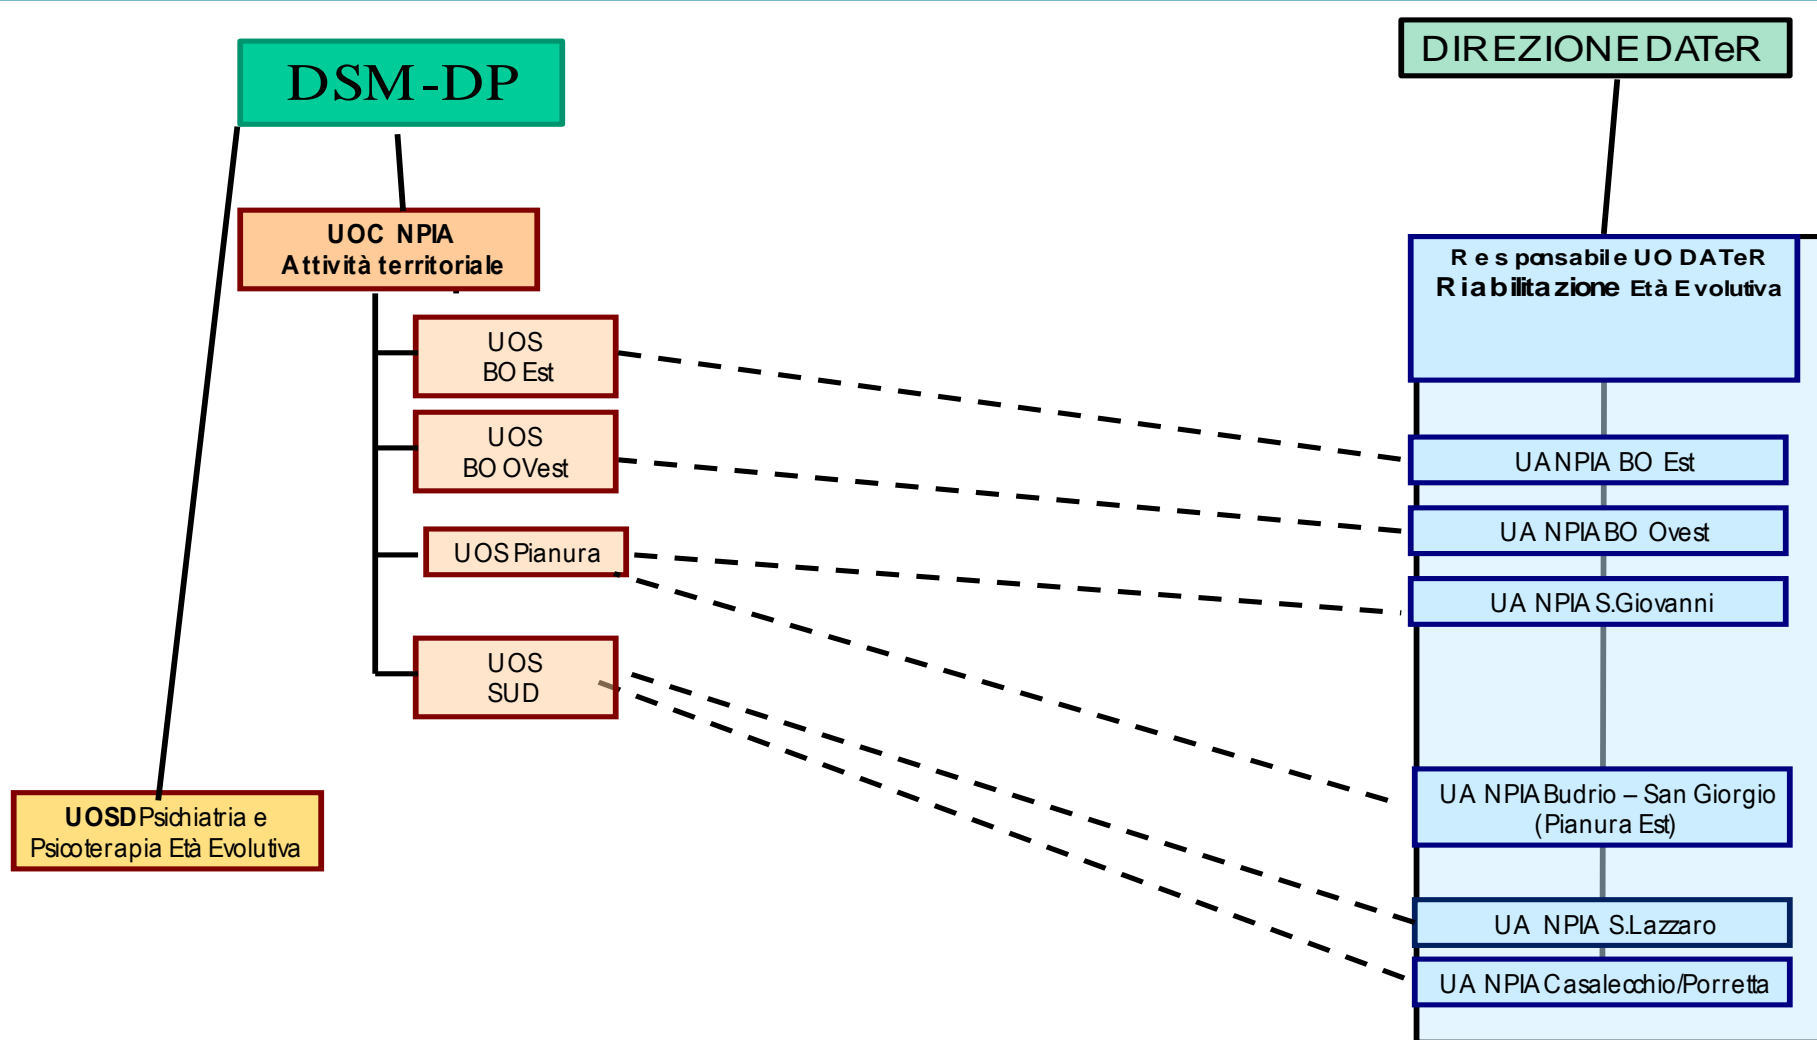 DSM-DP
UOC NPIA
Attività territoriale
UOS
BO Est
UOS
BO OVest
UOS Pianura
UOS
SUD
UOSD Psichiatria e
Psicoterapia Età Evolutiva
DIREZIONE DATeR
Responsabile UO DATeR
Riabilitazione Età Evolutiva
UA NPIA BO Est
UA NPIA BO Ovest
UA NPIA S.Giovanni
UA NPIA Budrio – San Giorgio
(Pianura Est)
UA NPIA S.Lazzaro
UA NPIA Casalecchio/Porretta